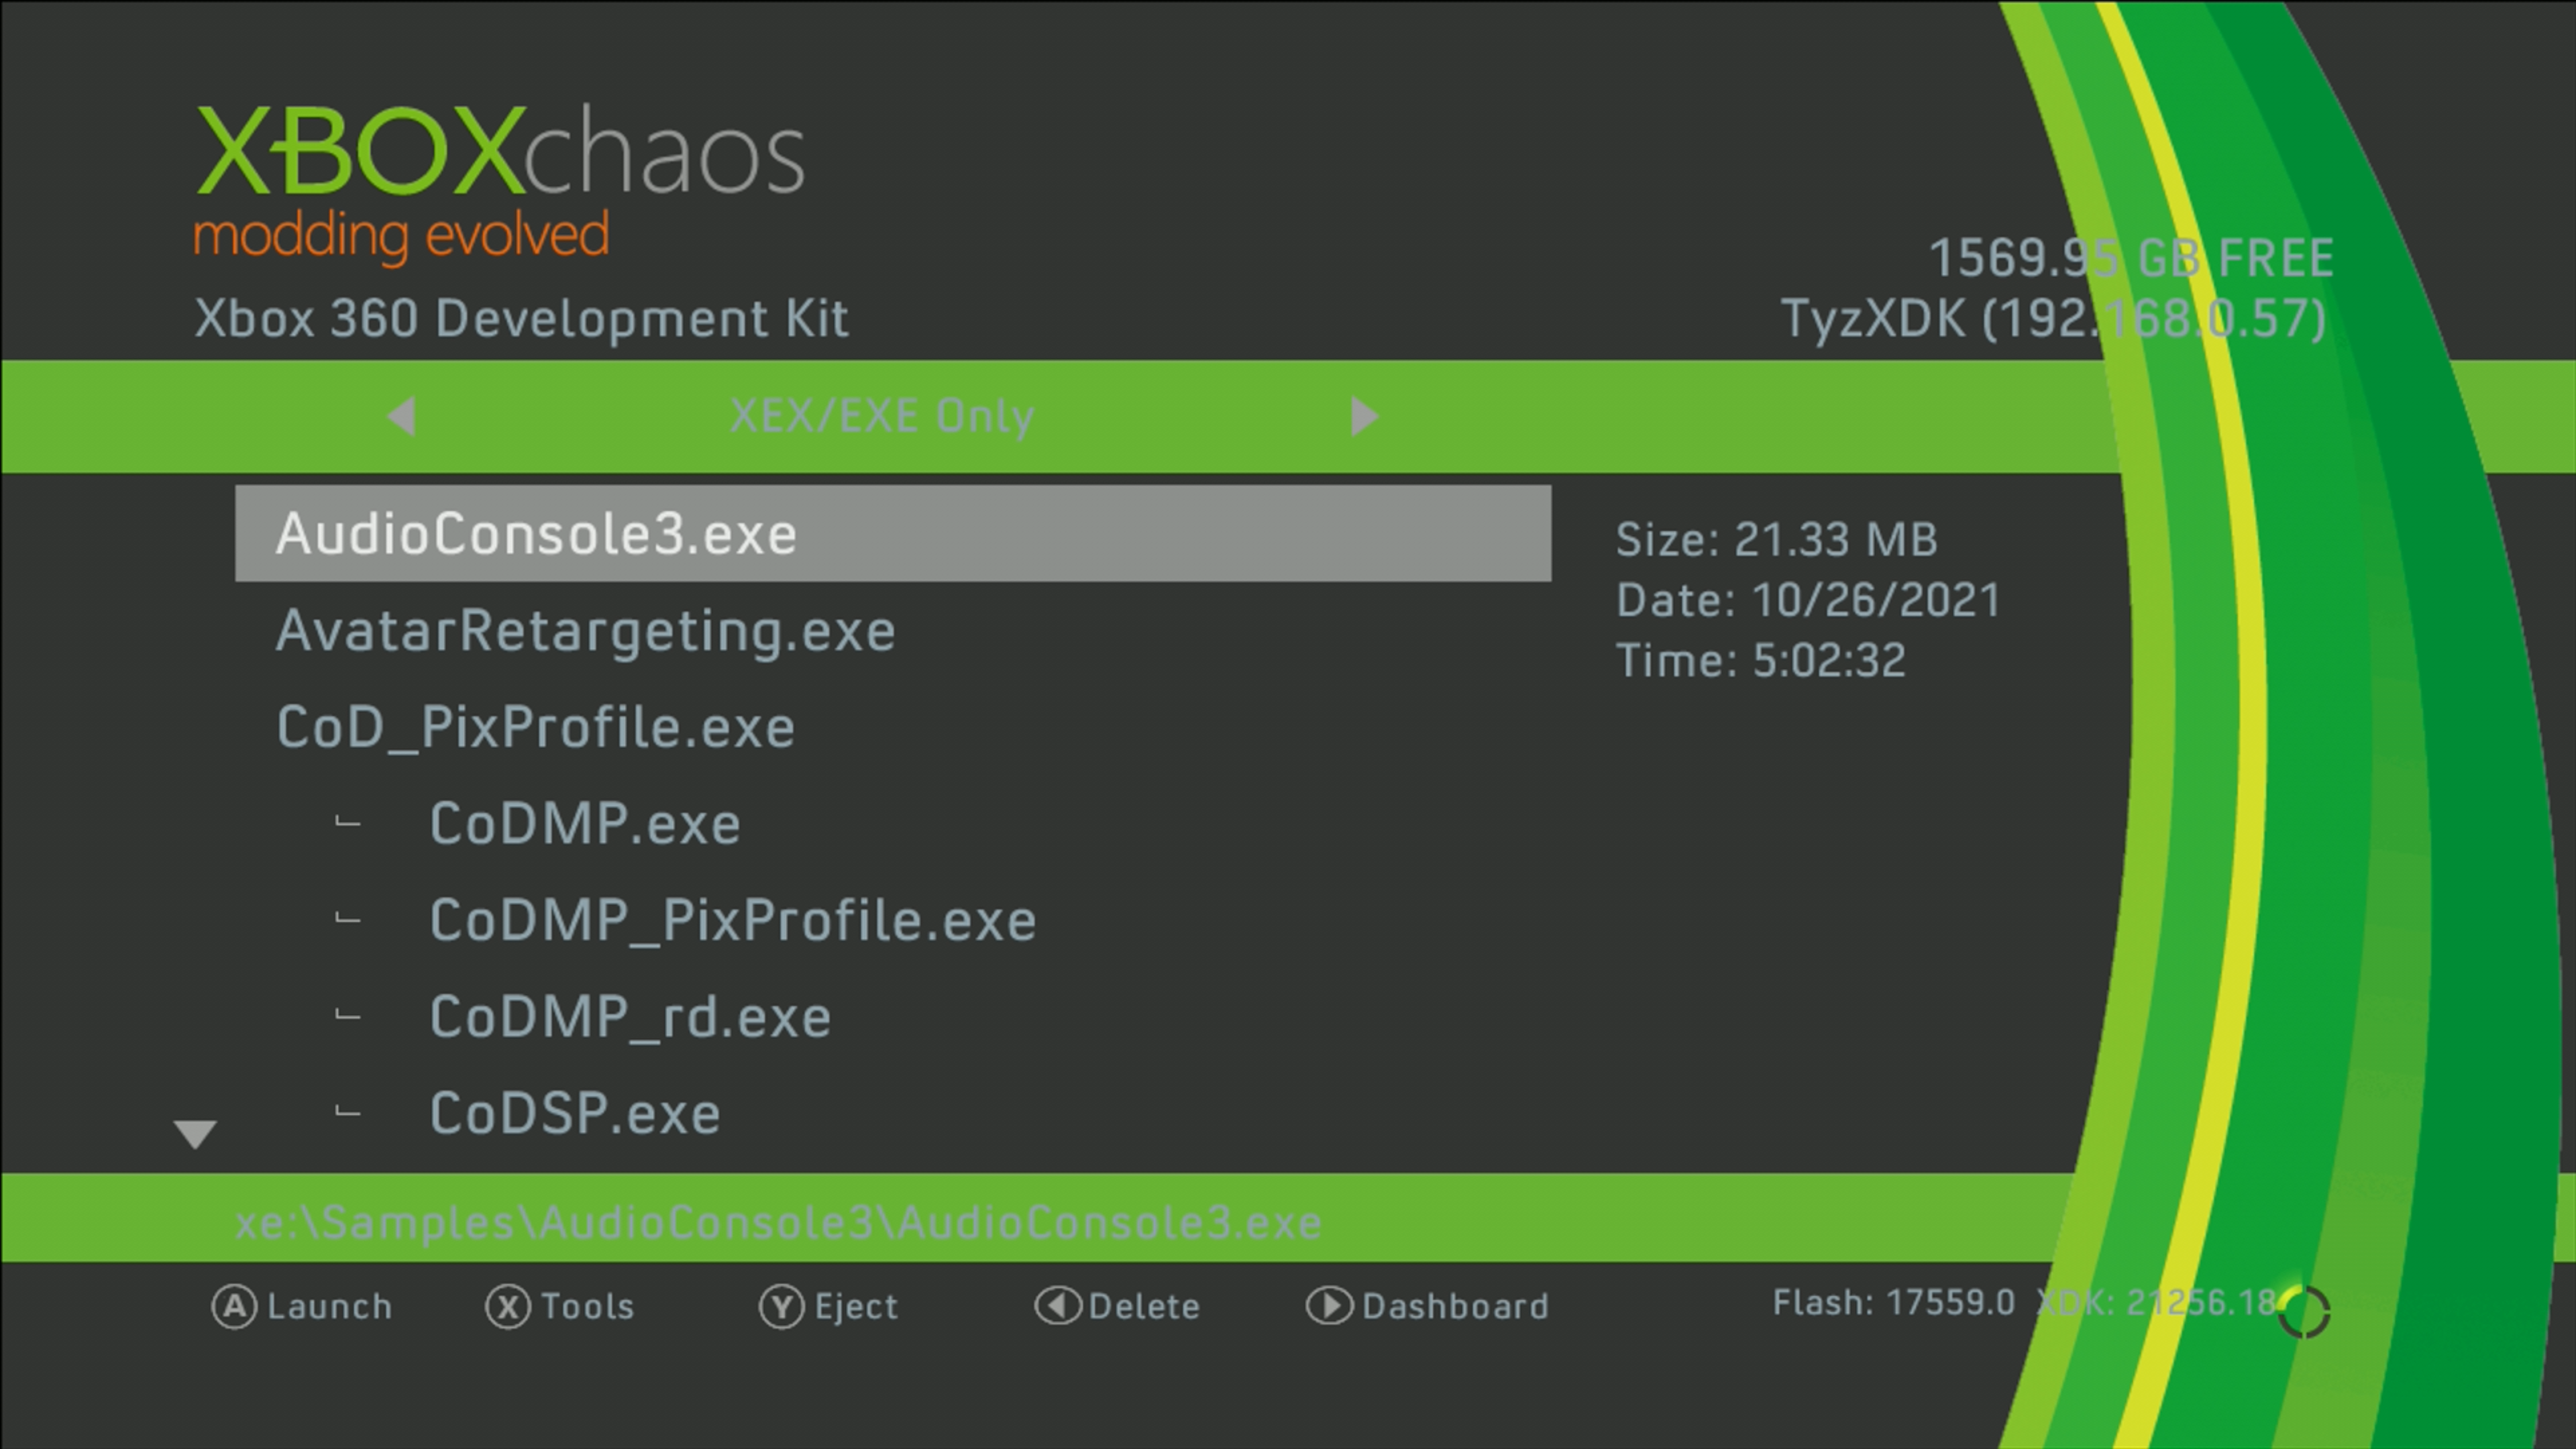 XBOXchaos
modding evolved
1569.95 GB FREE
Xbox 360 Development Kit
TyzXDK (192.168.0.57)
XEX/EXE Only
AudioConsole3.exe
Size: 21.33 MB
Date: 10/26/2021
Time: 5:02:32
AvatarRetargeting.exe
CoD_PixProfile.exe
CoDMP.exe
CoDMP_PixProfile.exe
CoDMP_rd.exe
CoDSP.exe
xe:\Samples\AudioConsole3\AudioConsole3.exe
A Launch
X Tools
Y Eject
Delete
Dashboard
Flash: 17559.0 XDK: 21256.18